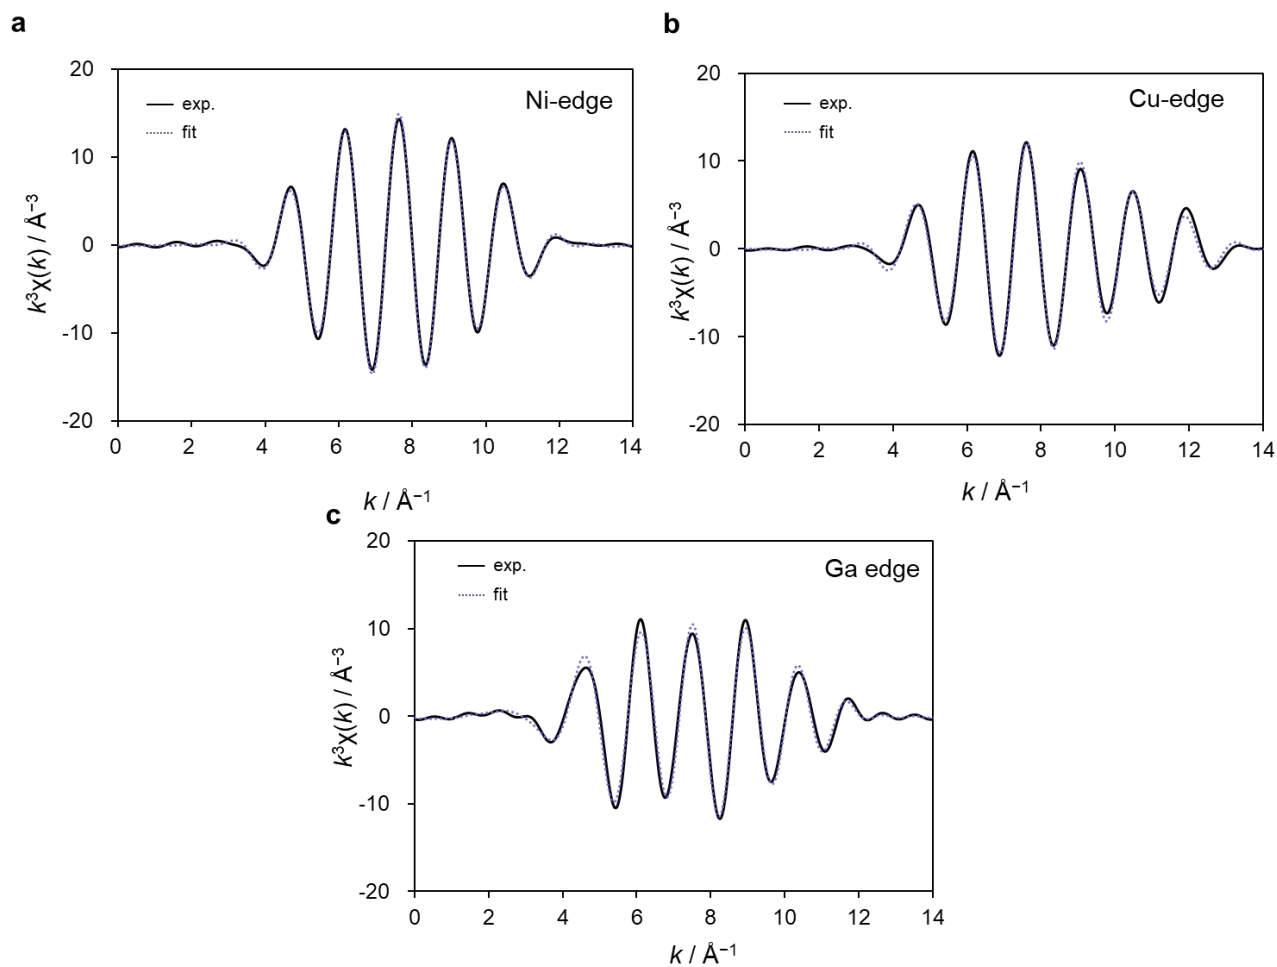 a
20
10
0
-10
-20
k³χ(k) / Å⁻³
exp.
fit
Ni-edge
0 2 4 6 8 10 12 14
k / Å⁻¹
b
20
10
0
-10
-20
k³χ(k) / Å⁻³
exp.
fit
Cu-edge
0 2 4 6 8 10 12 14
k / Å⁻¹
c
20
10
0
-10
-20
k³χ(k) / Å⁻³
exp.
fit
Ga edge
0 2 4 6 8 10 12 14
k / Å⁻¹